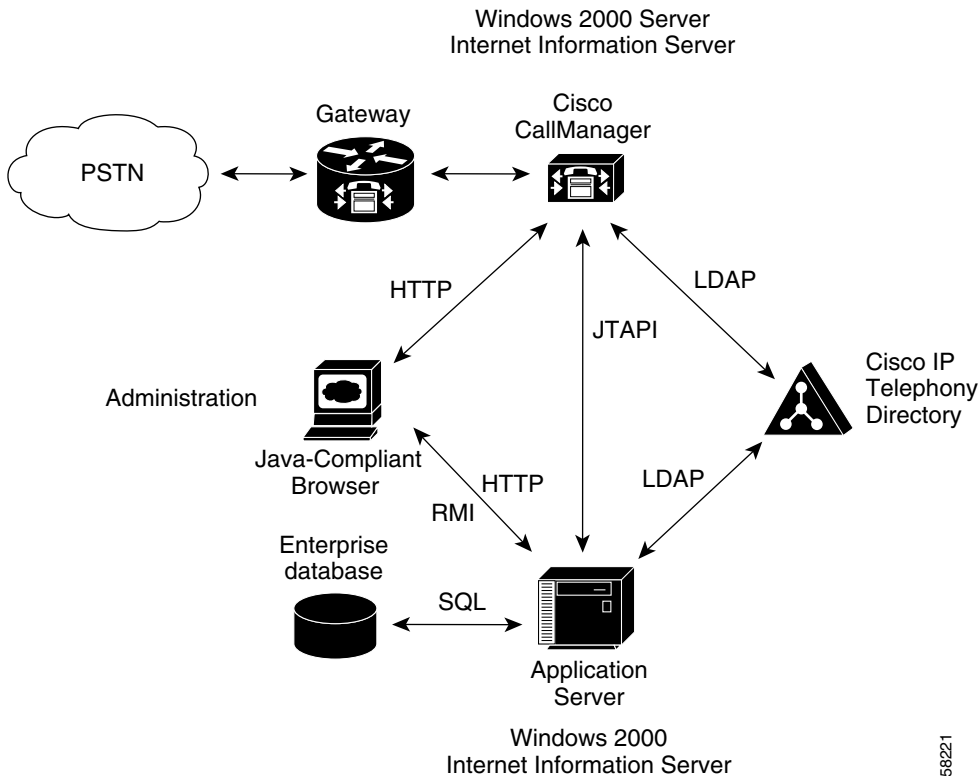 Windows 2000 Server
Internet Information Server
Gateway
Cisco
CallManager
PSTN
HTTP
LDAP
JTAPI
Administration
Cisco IP
Telephony
Directory
Java-Compliant
Browser
HTTP
RMI
LDAP
Enterprise
database
SQL
Application
Server
Windows 2000
Internet Information Server
58221